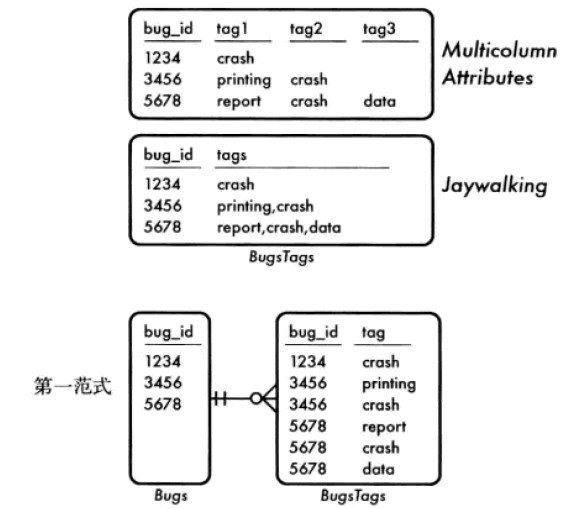 bug_id tag1 tag2 tag3
1234 crash
3456 printing crash
5678 report crash data
Multicolumn
Attributes
bug_id tags
1234 crash
3456 printing,crash
5678 report,crash,data
Jaywalking
BugsTags
第一范式
bug_id
1234
3456
5678
Bugs
bug_id tag
1234 crash
3456 printing
3456 crash
5678 report
5678 crash
5678 data
BugsTags